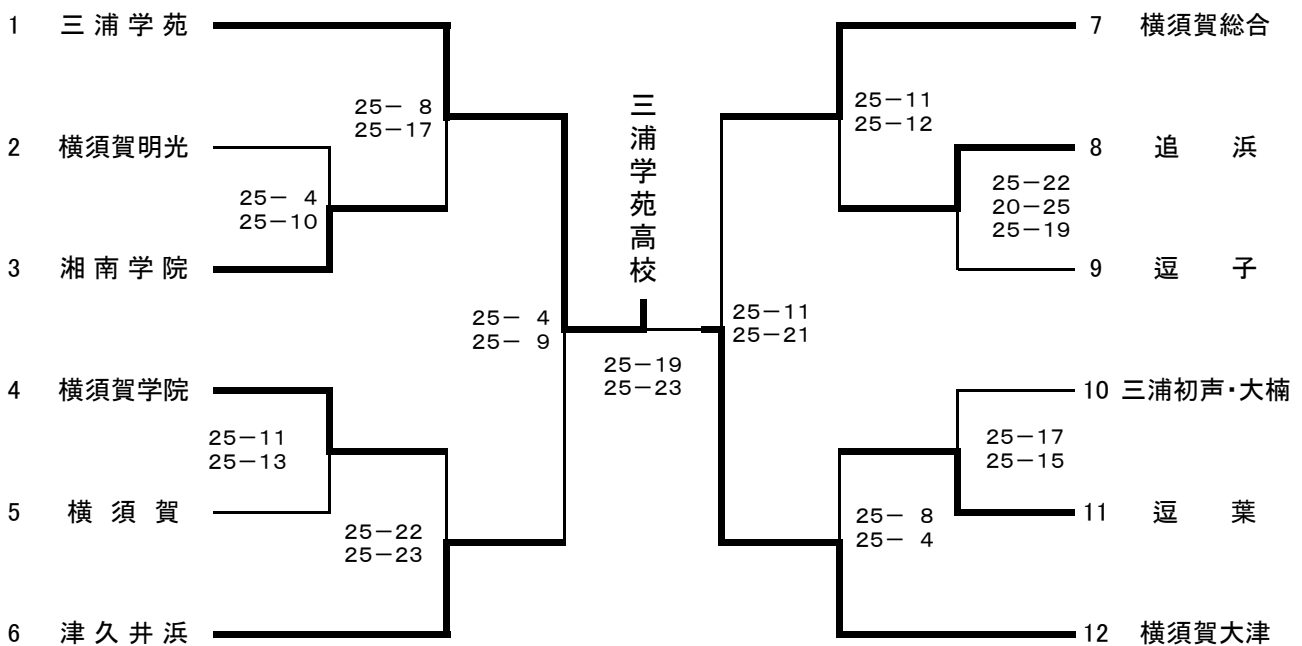 1 三浦学苑
25- 8
25-17
2 横須賀明光
25- 4
25-10
3 湘南学院
25- 4
25- 9
4 横須賀学院
25-11
25-13
5 横須賀
25-22
25-23
6 津久井浜
三浦学苑高校
25-19
25-23
7 横須賀総合
25-11
25-12
8 追浜
25-22
20-25
25-19
9 逗子
25-11
25-21
10 三浦初声・大楠
25-17
25-15
11 逗葉
25- 8
25- 4
12 横須賀大津